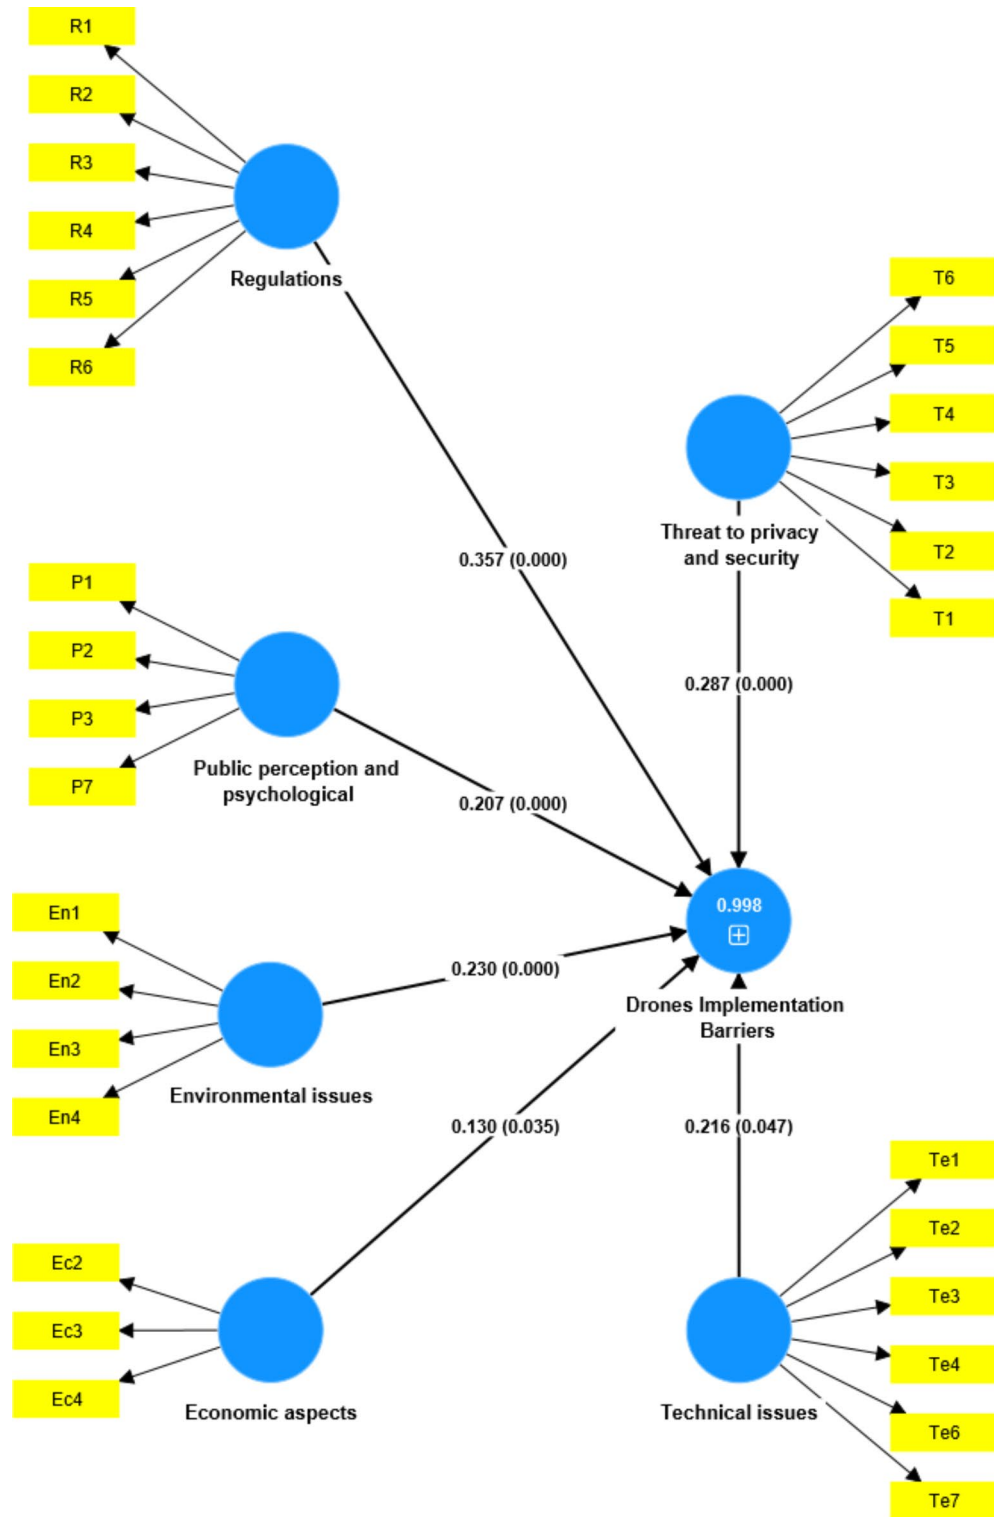 R1
R2
R3
R4
R5
R6
Regulations
T6
T5
T4
T3
T2
T1
Threat to privacy
and security
0.357 (0.000)
0.287 (0.000)
P1
P2
P3
P7
Public perception and
psychological
0.207 (0.000)
0.998
Drones Implementation
Barriers
En1
En2
En3
En4
0.230 (0.000)
Environmental issues
0.130 (0.035)
0.216 (0.047)
Ec2
Ec3
Ec4
Economic aspects
Te1
Te2
Te3
Te4
Te6
Te7
Technical issues